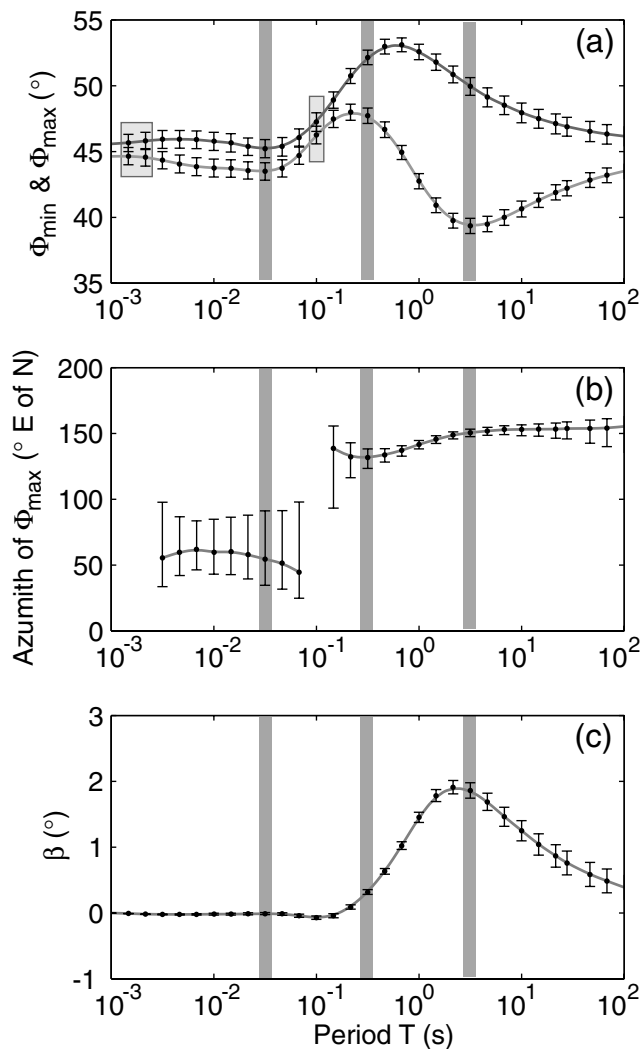 (a)
Φmin & Φmax (°)
55
50
45
40
35
10⁻³ 10⁻² 10⁻¹ 10⁰ 10¹ 10²
(b)
Azumith of Φmax (° E of N)
200
150
100
50
0
10⁻³ 10⁻² 10⁻¹ 10⁰ 10¹ 10²
(c)
β (°)
3
2
1
0
-1
10⁻³ 10⁻² 10⁻¹ 10⁰ 10¹ 10²
Period T (s)